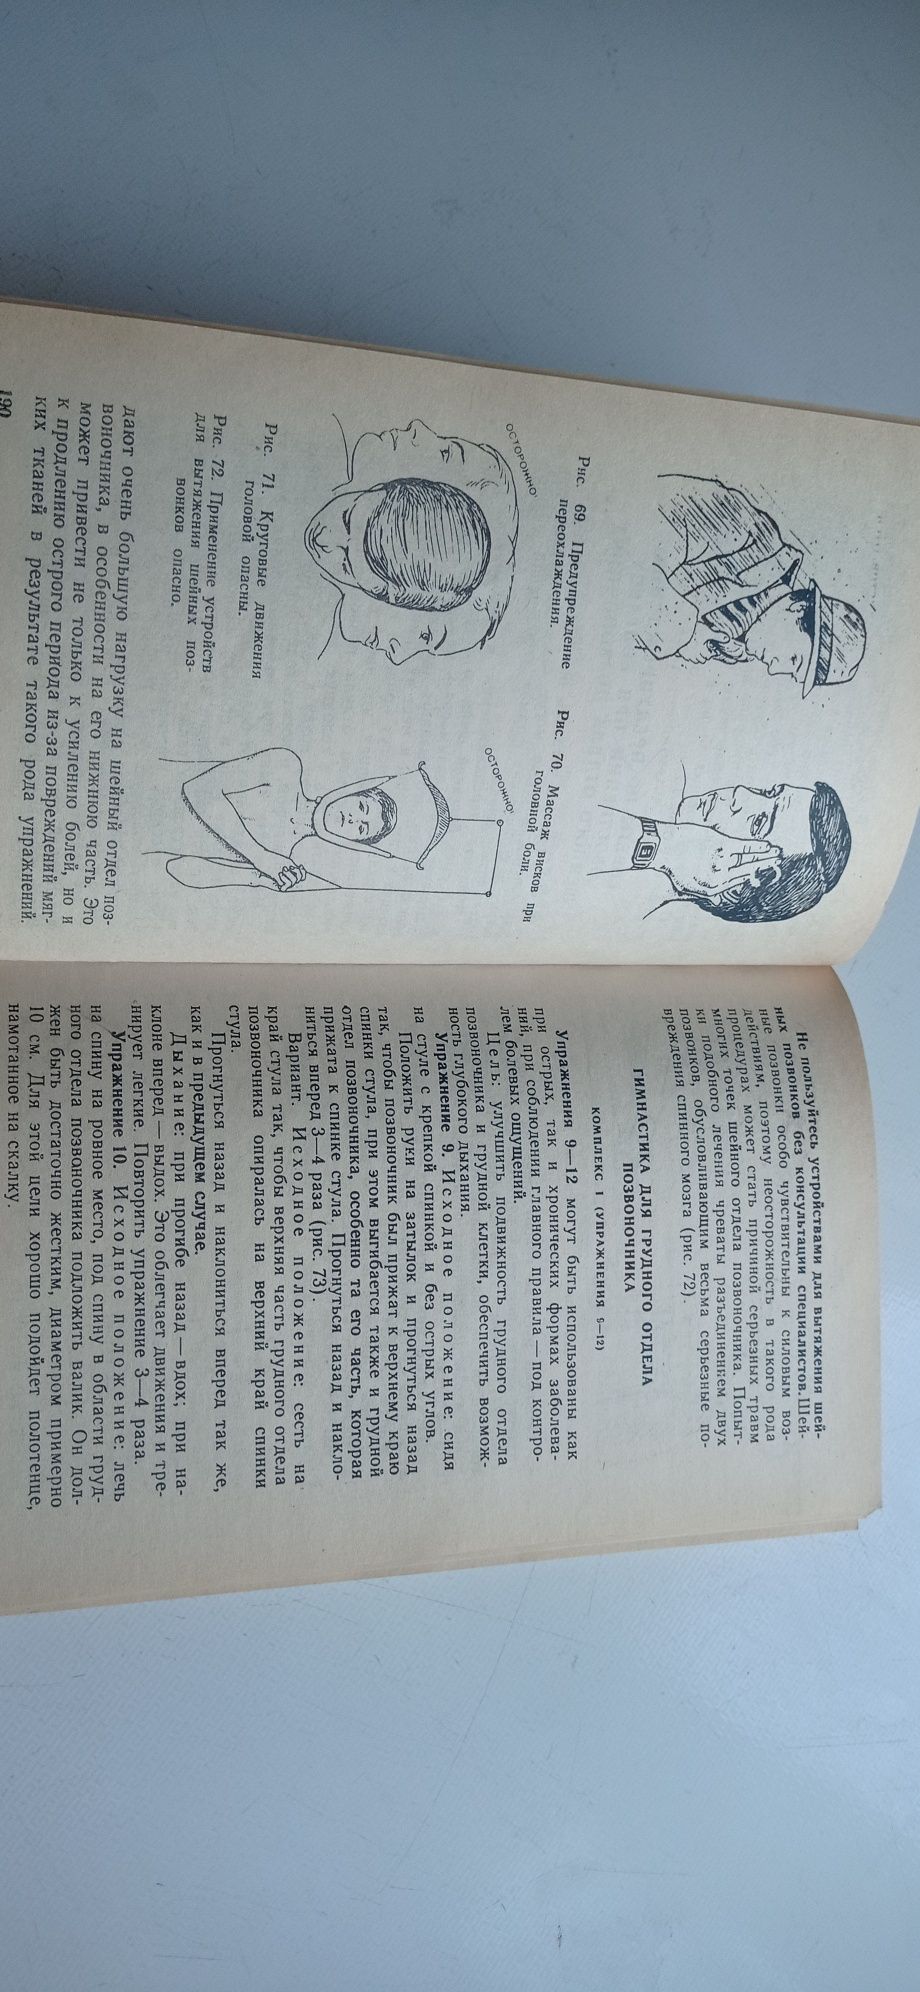 Рис. 69. Предупреждение
переохлаждения.
Рис. 70. Массаж висков при
головной боли.
ОСТОРОЖНО!
ОСТОРОЖНО!
Рис. 71. Круговые движения
головой опасны.
Рис. 72. Применение устройств
для вытяжения шейных поз-
вонков опасно.
дают очень большую нагрузку на шейный отдел поз-
воночника, в особенности на его нижнюю часть. Это
может привести не только к усилению болей, но и
к продлению острого периода из-за повреждений мяг-
ких тканей в результате такого рода упражнений.
190
Не пользуйтесь устройствами для вытяжения шей-
ных позвонков без консультации специалистов. Шей-
ные позвонки особо чувствительны к силовым воз-
действиям, поэтому неосторожность в такого рода
процедурах может стать причиной серьезных травм
многих точек шейного отдела позвоночника. Попыт-
ки подобного лечения чреваты разъединением двух
позвонков, обусловливающим весьма серьезные по-
вреждения спинного мозга (рис. 72).
ГИМНАСТИКА ДЛЯ ГРУДНОГО ОТДЕЛА
ПОЗВОНОЧНИКА
КОМПЛЕКС I (УПРАЖНЕНИЯ 9—12)
Упражнения 9—12 могут быть использованы как
при острых, так и хронических формах заболева-
ний, при соблюдении главного правила — под контро-
лем болевых ощущений.
Цель: улучшить подвижность грудного отдела
позвоночника и грудной клетки, обеспечить возмож-
ность глубокого дыхания.
Упражнение 9. Исходное положение: сидя
на стуле с крепкой спинкой и без острых углов.
Положить руки на затылок и прогнуться назад
так, чтобы позвоночник был прижат к верхнему краю
спинки стула, при этом выгибается также и грудной
отдел позвоночника, особенно та его часть, которая
прижата к спинке стула. Прогнуться назад и накло-
ниться вперед 3—4 раза (рис. 73).
Вариант. Исходное положение: сесть на
край стула так, чтобы верхняя часть грудного отдела
позвоночника опиралась на верхний край спинки
стула.
Прогнуться назад и наклониться вперед так же,
как и в предыдущем случае.
Дыхание: при прогибе назад — вдох; при на-
клоне вперед — выдох. Это облегчает движения и тре-
нирует легкие. Повторить упражнение 3—4 раза.
Упражнение 10. Исходное положение: лечь
на спину на ровное место, под спину в области груд-
ного отдела позвоночника подложить валик. Он дол-
жен быть достаточно жестким, диаметром примерно
10 см. Для этой цели хорошо подойдет полотенце,
намотанное на скалку.